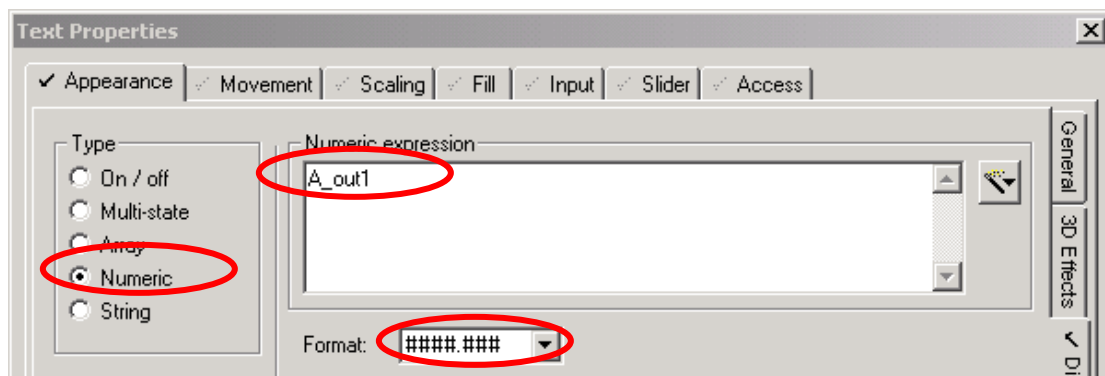 Text Properties
Appearance Movement Scaling Fill Input Slider Access
Type
On / off
Multi-state
Array
Numeric
String
Numeric expression
A_out1
Format: ####.###
General
3D Effects